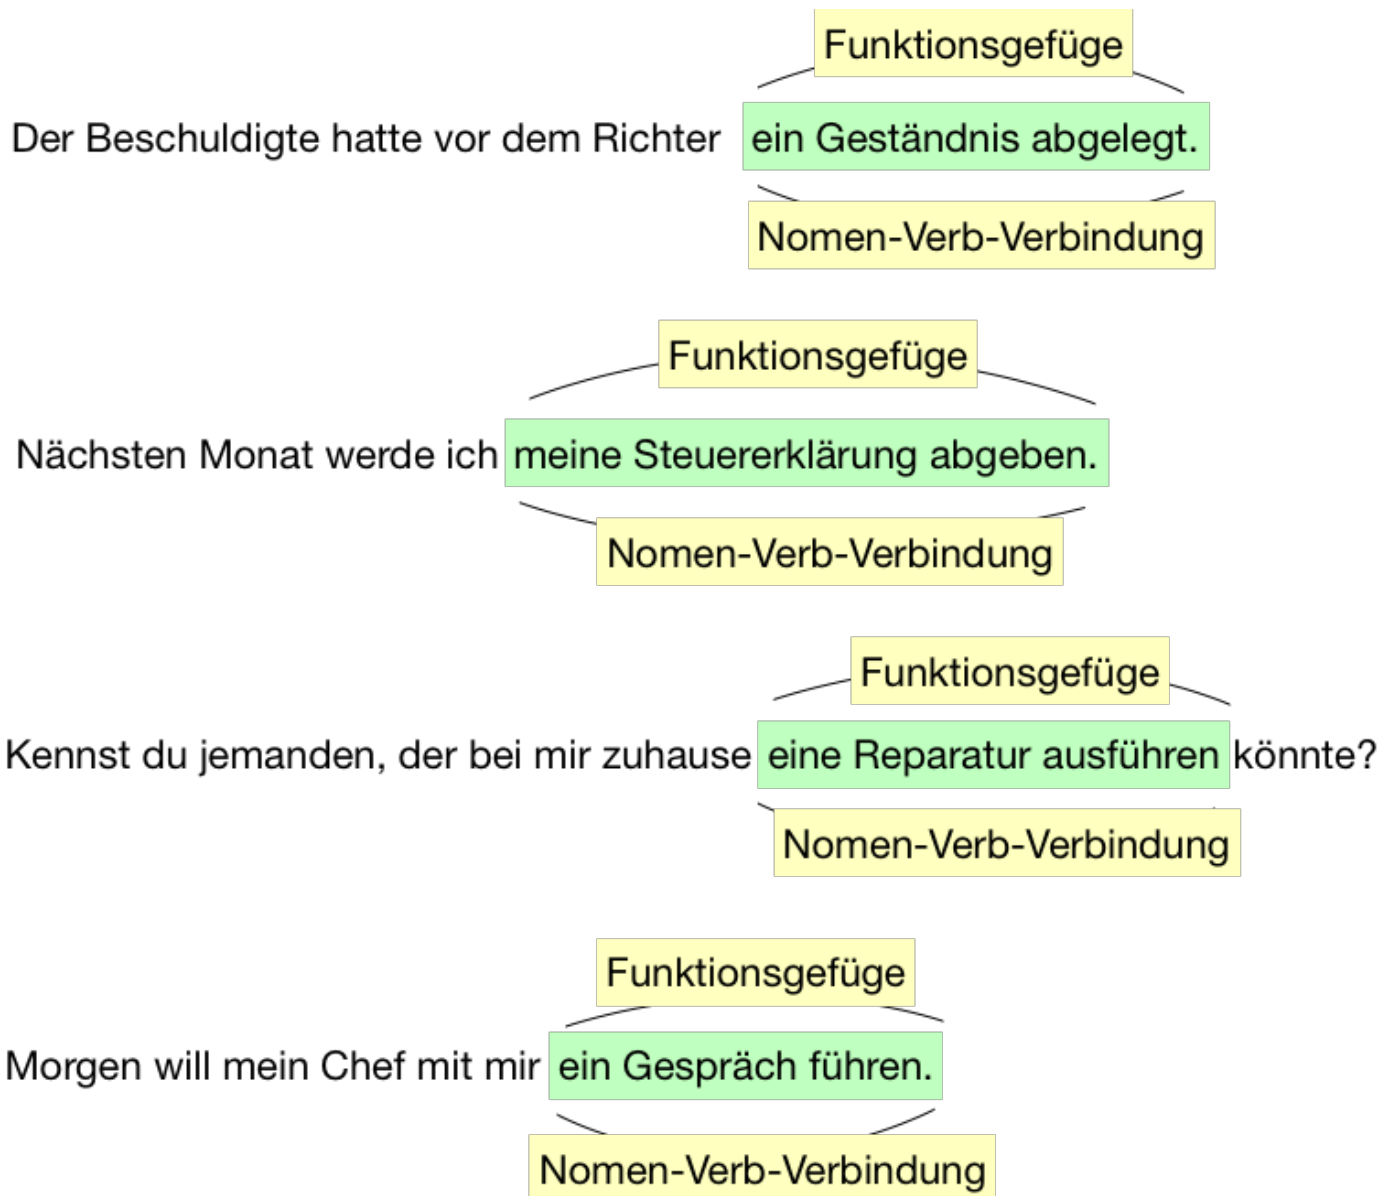 Funktionsgefüge
Der Beschuldigte hatte vor dem Richter ein Geständnis abgelegt.
Nomen-Verb-Verbindung
Funktionsgefüge
Nächsten Monat werde ich meine Steuererklärung abgeben.
Nomen-Verb-Verbindung
Funktionsgefüge
Kennst du jemanden, der bei mir zuhause eine Reparatur ausführen könnte?
Nomen-Verb-Verbindung
Funktionsgefüge
Morgen will mein Chef mit mir ein Gespräch führen.
Nomen-Verb-Verbindung